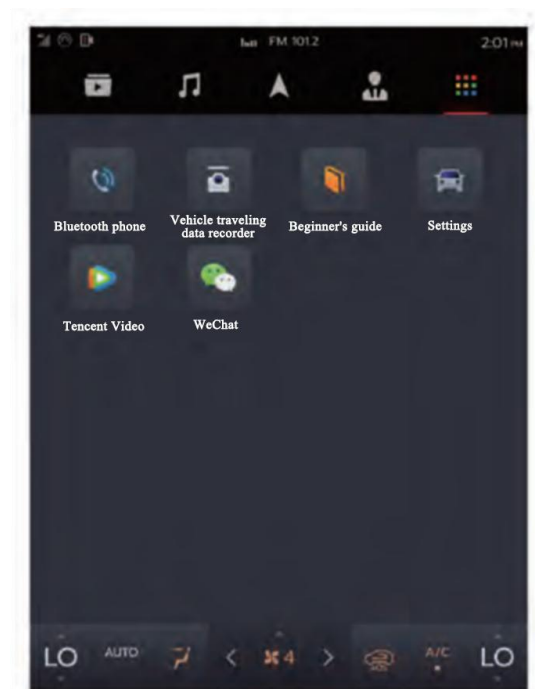 FM 101.2
2:01 PM
Bluetooth phone
Vehicle traveling
data recorder
Beginner's guide
Settings
Tencent Video
WeChat
LO
AUTO
4
A/C
LO